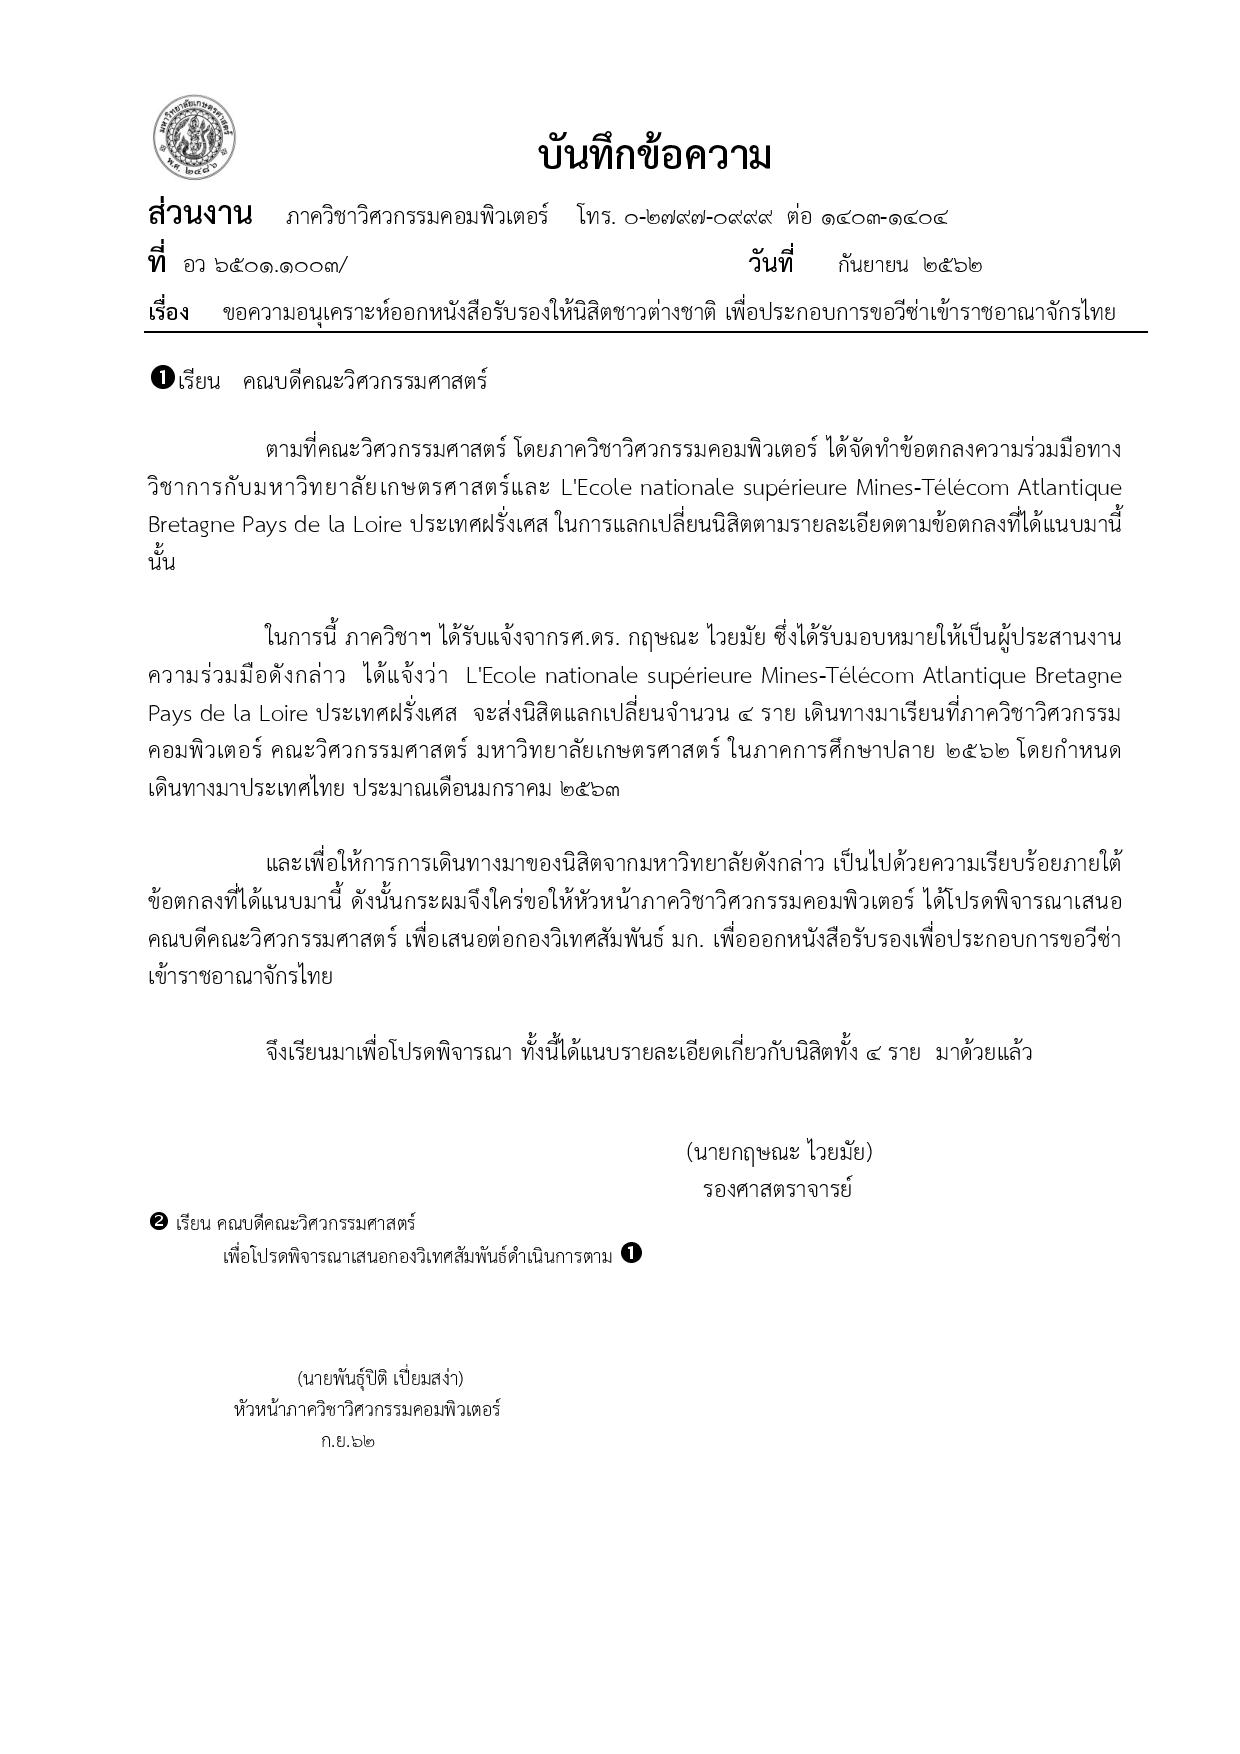 มหาวิทยาลัยเกษตรศาสตร์
พ.ศ. ๒๔๘๖
บันทึกข้อความ
ส่วนงาน ภาควิชาวิศวกรรมคอมพิวเตอร์ โทร. ๐-๒๗๙๗-๐๙๙๙ ต่อ ๑๔๐๓-๑๔๐๔
ที่ อว ๖๕๐๑.๑๐๐๓/ วันที่ กันยายน ๒๕๖๒
เรื่อง ขอความอนุเคราะห์ออกหนังสือรับรองให้นิสิตชาวต่างชาติ เพื่อประกอบการขอวีซ่าเข้าราชอาณาจักรไทย
❶เรียน คณบดีคณะวิศวกรรมศาสตร์
ตามที่คณะวิศวกรรมศาสตร์ โดยภาควิชาวิศวกรรมคอมพิวเตอร์ ได้จัดทำข้อตกลงความร่วมมือทาง
วิชาการกับมหาวิทยาลัยเกษตรศาสตร์และ L'Ecole nationale supérieure Mines-Télécom Atlantique
Bretagne Pays de la Loire ประเทศฝรั่งเศส ในการแลกเปลี่ยนนิสิตตามรายละเอียดตามข้อตกลงที่ได้แนบมานี้
นั้น
ในการนี้ ภาควิชาฯ ได้รับแจ้งจากรศ.ดร. กฤษณะ ไวยมัย ซึ่งได้รับมอบหมายให้เป็นผู้ประสานงาน
ความร่วมมือดังกล่าว ได้แจ้งว่า L'Ecole nationale supérieure Mines-Télécom Atlantique Bretagne
Pays de la Loire ประเทศฝรั่งเศส จะส่งนิสิตแลกเปลี่ยนจำนวน ๔ ราย เดินทางมาเรียนที่ภาควิชาวิศวกรรม
คอมพิวเตอร์ คณะวิศวกรรมศาสตร์ มหาวิทยาลัยเกษตรศาสตร์ ในภาคการศึกษาปลาย ๒๕๖๒ โดยกำหนด
เดินทางมาประเทศไทย ประมาณเดือนมกราคม ๒๕๖๓
และเพื่อให้การการเดินทางมาของนิสิตจากมหาวิทยาลัยดังกล่าว เป็นไปด้วยความเรียบร้อยภายใต้
ข้อตกลงที่ได้แนบมานี้ ดังนั้นกระผมจึงใคร่ขอให้หัวหน้าภาควิชาวิศวกรรมคอมพิวเตอร์ ได้โปรดพิจารณาเสนอ
คณบดีคณะวิศวกรรมศาสตร์ เพื่อเสนอต่อกองวิเทศสัมพันธ์ มก. เพื่อออกหนังสือรับรองเพื่อประกอบการขอวีซ่า
เข้าราชอาณาจักรไทย
จึงเรียนมาเพื่อโปรดพิจารณา ทั้งนี้ได้แนบรายละเอียดเกี่ยวกับนิสิตทั้ง ๔ ราย มาด้วยแล้ว
(นายกฤษณะ ไวยมัย)
รองศาสตราจารย์
❷ เรียน คณบดีคณะวิศวกรรมศาสตร์
เพื่อโปรดพิจารณาเสนอกองวิเทศสัมพันธ์ดำเนินการตาม ❶
(นายพันธุ์ปิติ เปี่ยมสง่า)
หัวหน้าภาควิชาวิศวกรรมคอมพิวเตอร์
ก.ย.๖๒